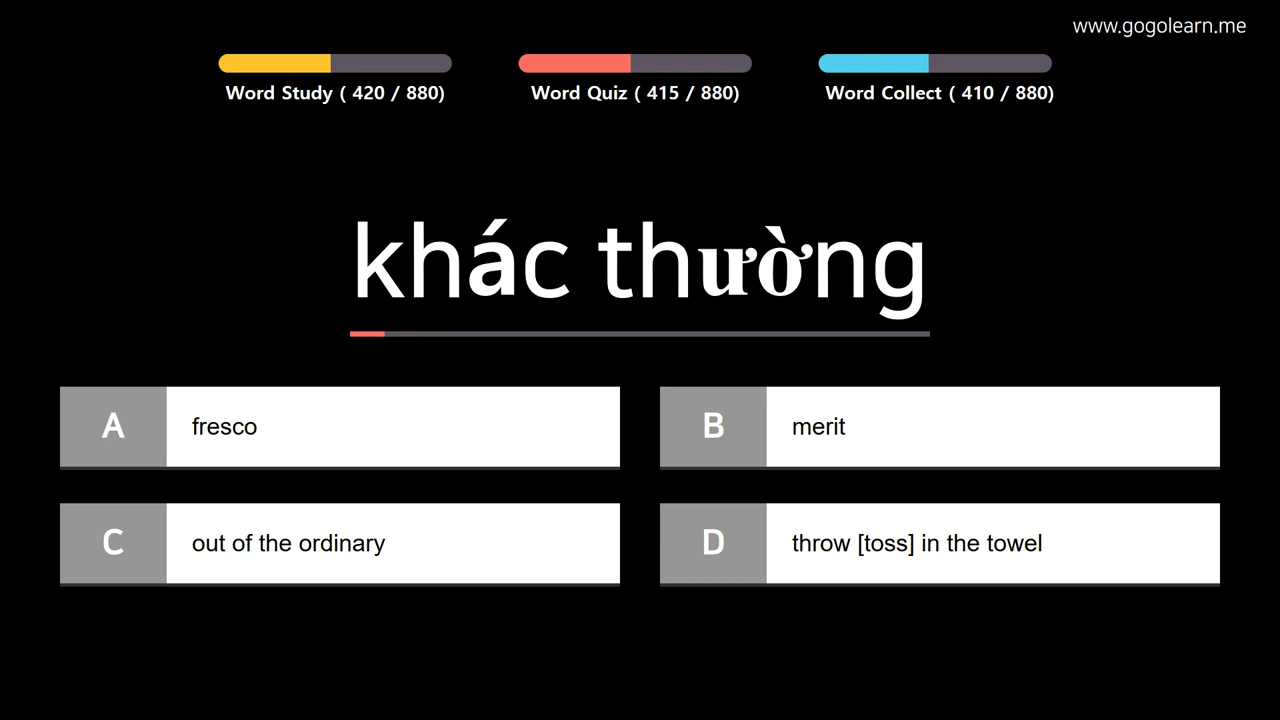 www.gogolearn.me
Word Study ( 420 / 880)
Word Quiz ( 415 / 880)
Word Collect ( 410 / 880)
khác thường
A
fresco
B
merit
C
out of the ordinary
D
throw [toss] in the towel